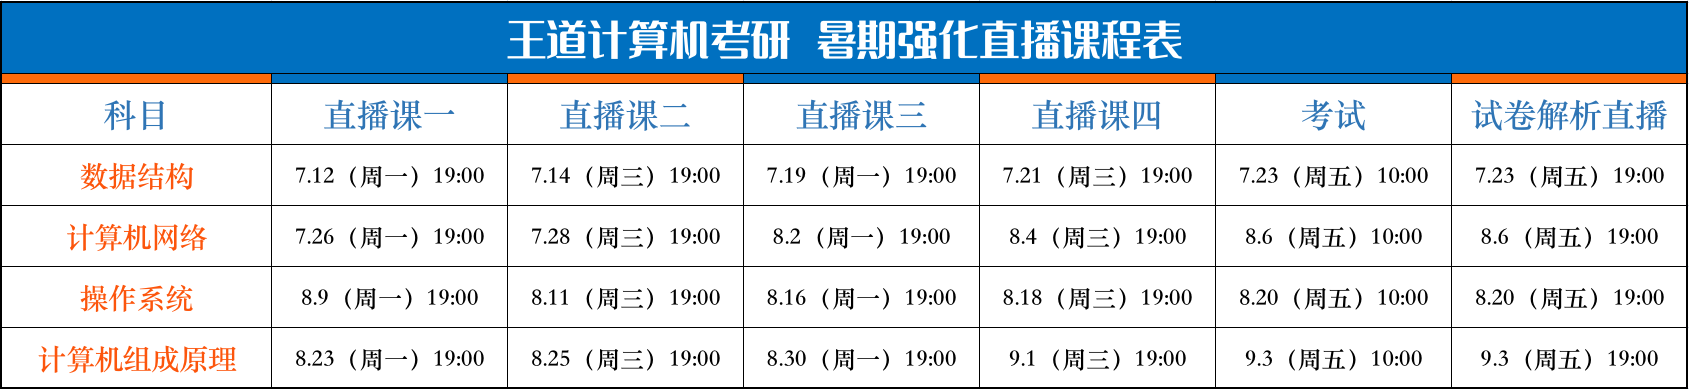 王道计算机考研 暑期强化直播课程表
科目 直播课一 直播课二 直播课三 直播课四 考试 试卷解析直播
数据结构 7.12（周一）19:00 7.14（周三）19:00 7.19（周一）19:00 7.21（周三）19:00 7.23（周五）10:00 7.23（周五）19:00
计算机网络 7.26（周一）19:00 7.28（周三）19:00 8.2（周一）19:00 8.4（周三）19:00 8.6（周五）10:00 8.6（周五）19:00
操作系统 8.9（周一）19:00 8.11（周三）19:00 8.16（周一）19:00 8.18（周三）19:00 8.20（周五）10:00 8.20（周五）19:00
计算机组成原理 8.23（周一）19:00 8.25（周三）19:00 8.30（周一）19:00 9.1（周三）19:00 9.3（周五）10:00 9.3（周五）19:00